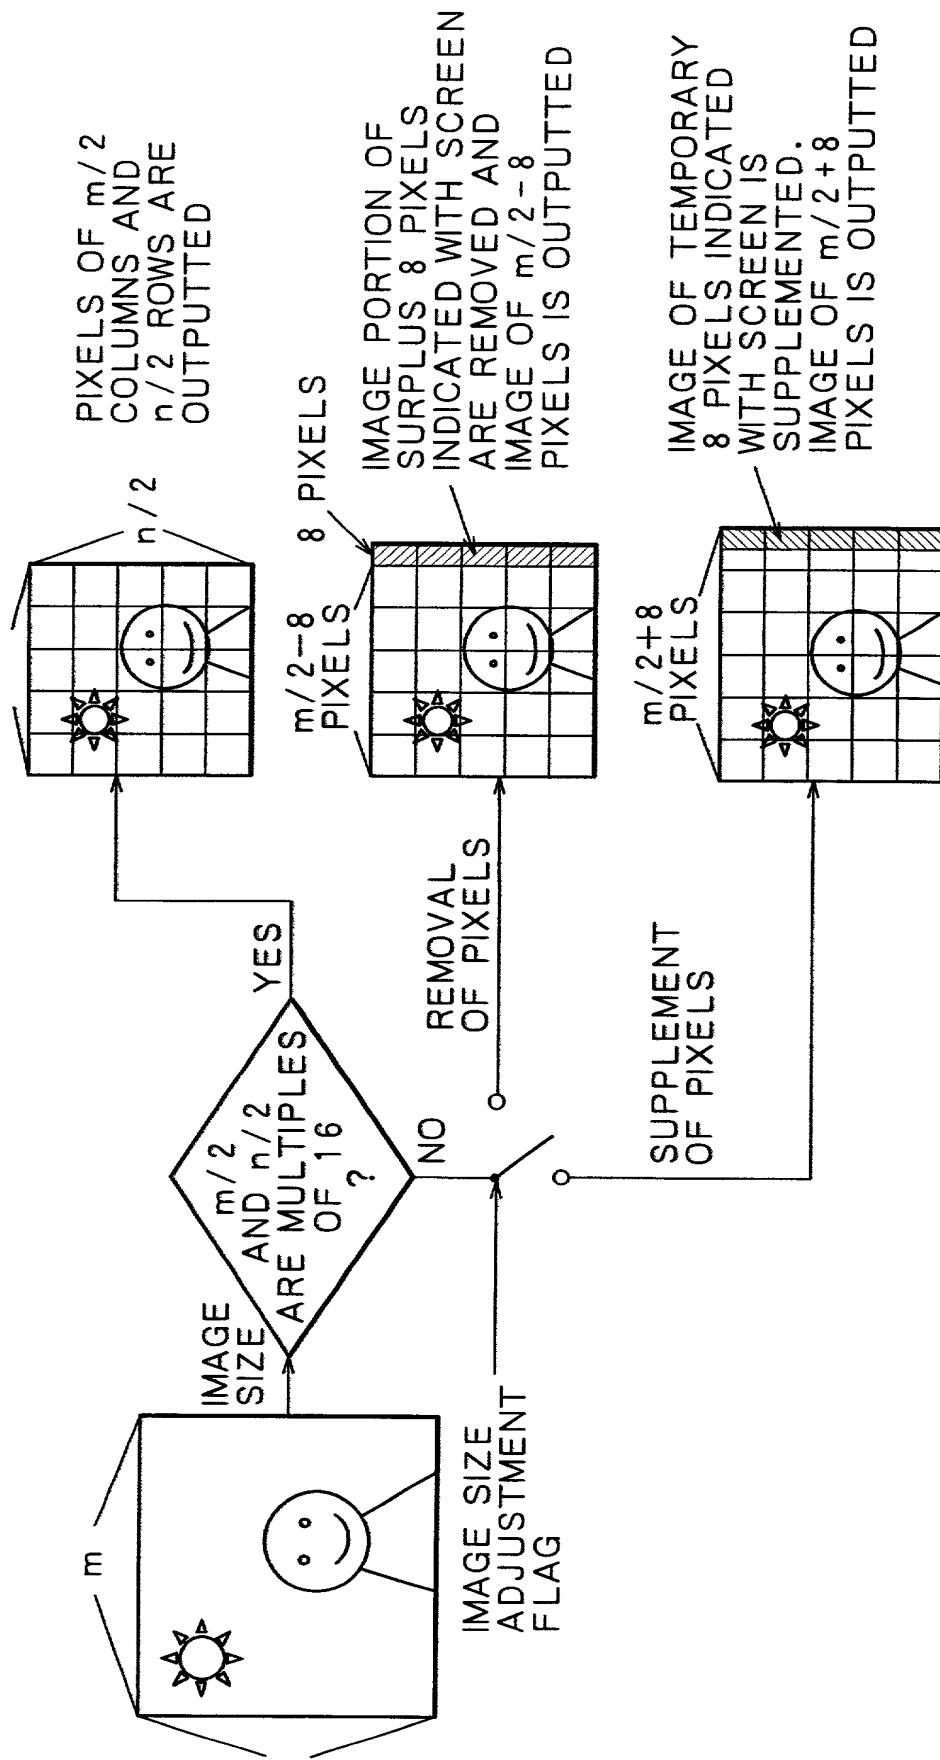 m
IMAGE SIZE
ADJUSTMENT
FLAG
IMAGE
SIZE
m/2
AND n/2
ARE MULTIPLES
OF 16
?
YES
NO
REMOVAL
OF PIXELS
SUPPLEMENT
OF PIXELS
n/2
PIXELS OF m/2
COLUMNS AND
n/2 ROWS ARE
OUTPUTTED
m/2-8
PIXELS
8 PIXELS
IMAGE PORTION OF
SURPLUS 8 PIXELS
INDICATED WITH SCREEN
ARE REMOVED AND
IMAGE OF m/2-8
PIXELS IS OUTPUTTED
m/2+8
PIXELS
IMAGE OF TEMPORARY
8 PIXELS INDICATED
WITH SCREEN IS
SUPPLEMENTED.
IMAGE OF m/2+8
PIXELS IS OUTPUTTED